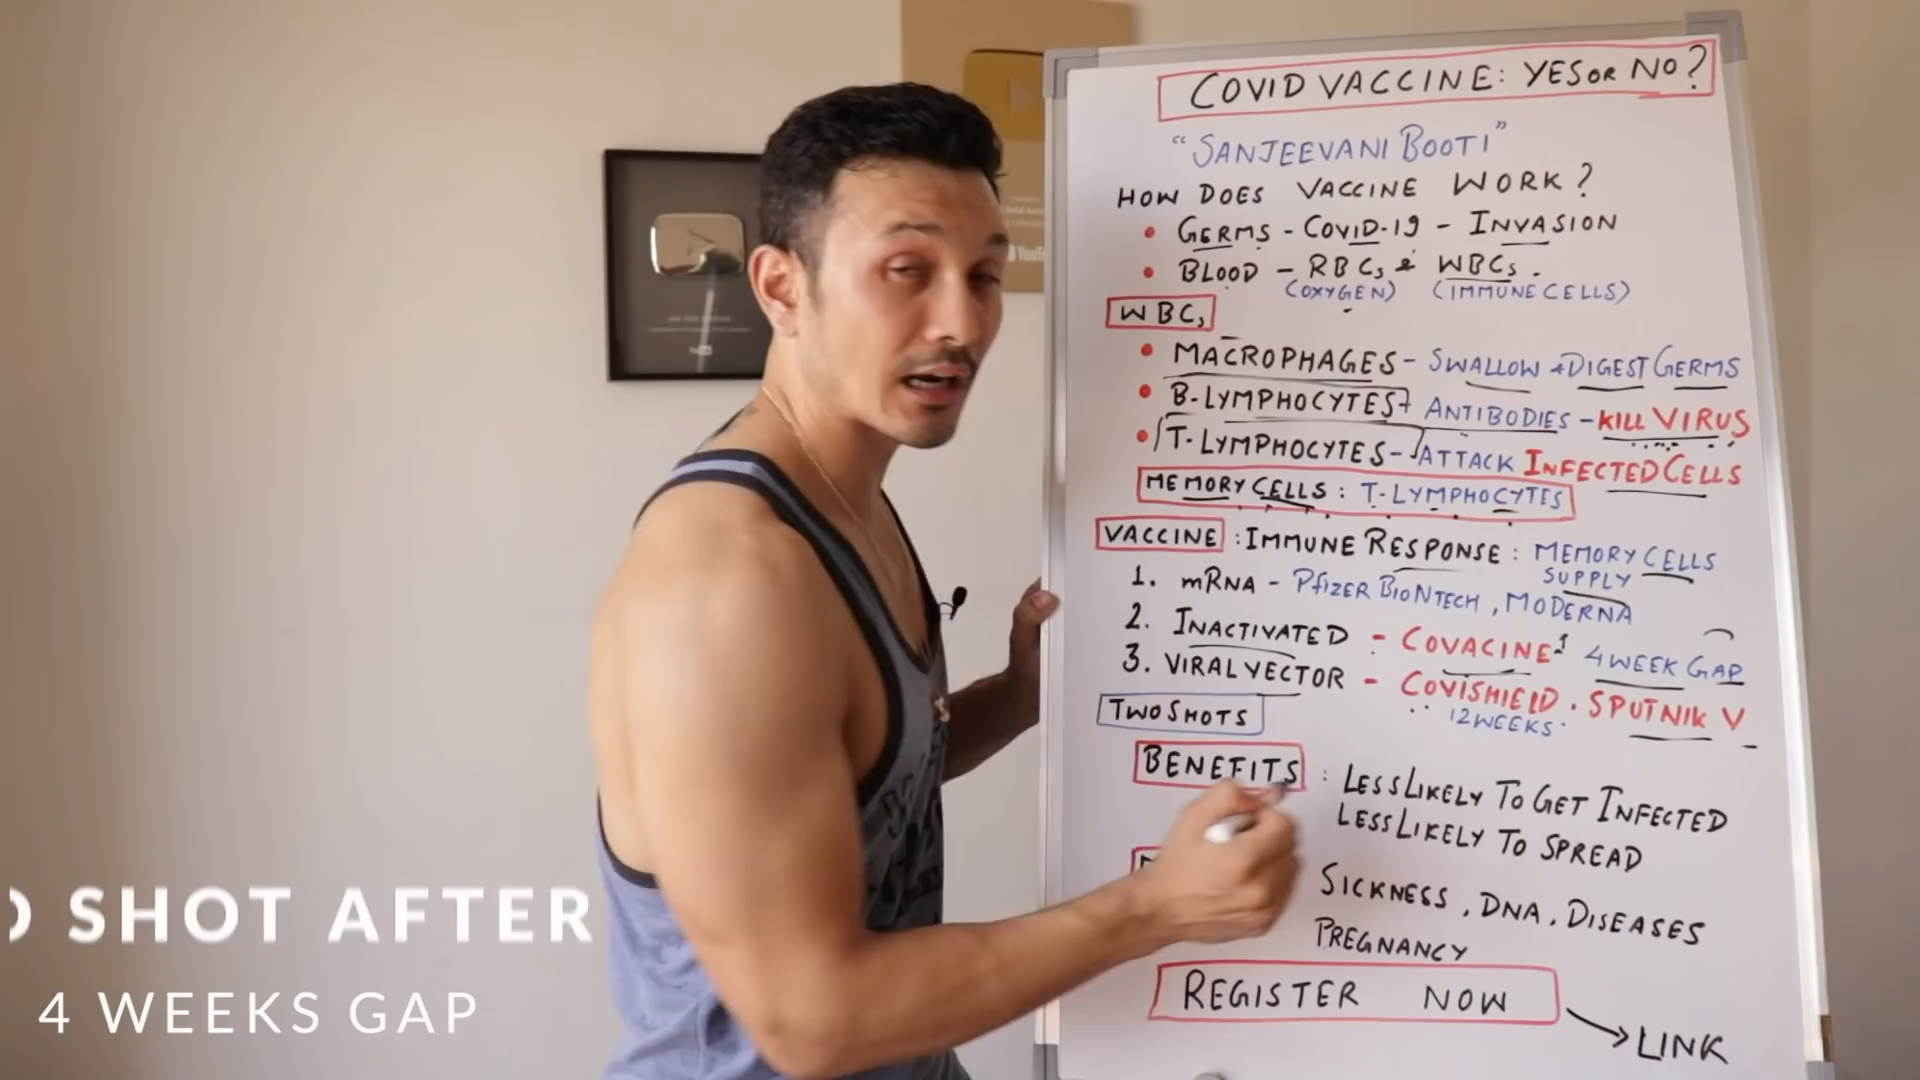 COVID VACCINE: YES OR NO?
"SANJEEVANI BOOTI"
HOW DOES VACCINE WORK?
• GERMS - COVID-19 - INVASION
• BLOOD - RBCs & WBCs.
(OXYGEN) (IMMUNE CELLS)
WBCs
• MACROPHAGES - SWALLOW & DIGEST GERMS
• B-LYMPHOCYTES - ANTIBODIES - KILL VIRUS
• T-LYMPHOCYTES - ATTACK INFECTED CELLS
MEMORY CELLS: T-LYMPHOCYTES
VACCINE: IMMUNE RESPONSE: MEMORY CELLS
SUPPLY
1. mRNA - PFIZER BIONTECH, MODERNA
2. INACTIVATED - COVACINE 4 WEEK GAP
3. VIRAL VECTOR - COVISHIELD. SPUTNIK V
12 WEEKS
TWO SHOTS
BENEFITS: LESS LIKELY TO GET INFECTED
LESS LIKELY TO SPREAD
SICKNESS, DNA, DISEASES
PREGNANCY
REGISTER NOW
LINK
SHOT AFTER
4 WEEKS GAP